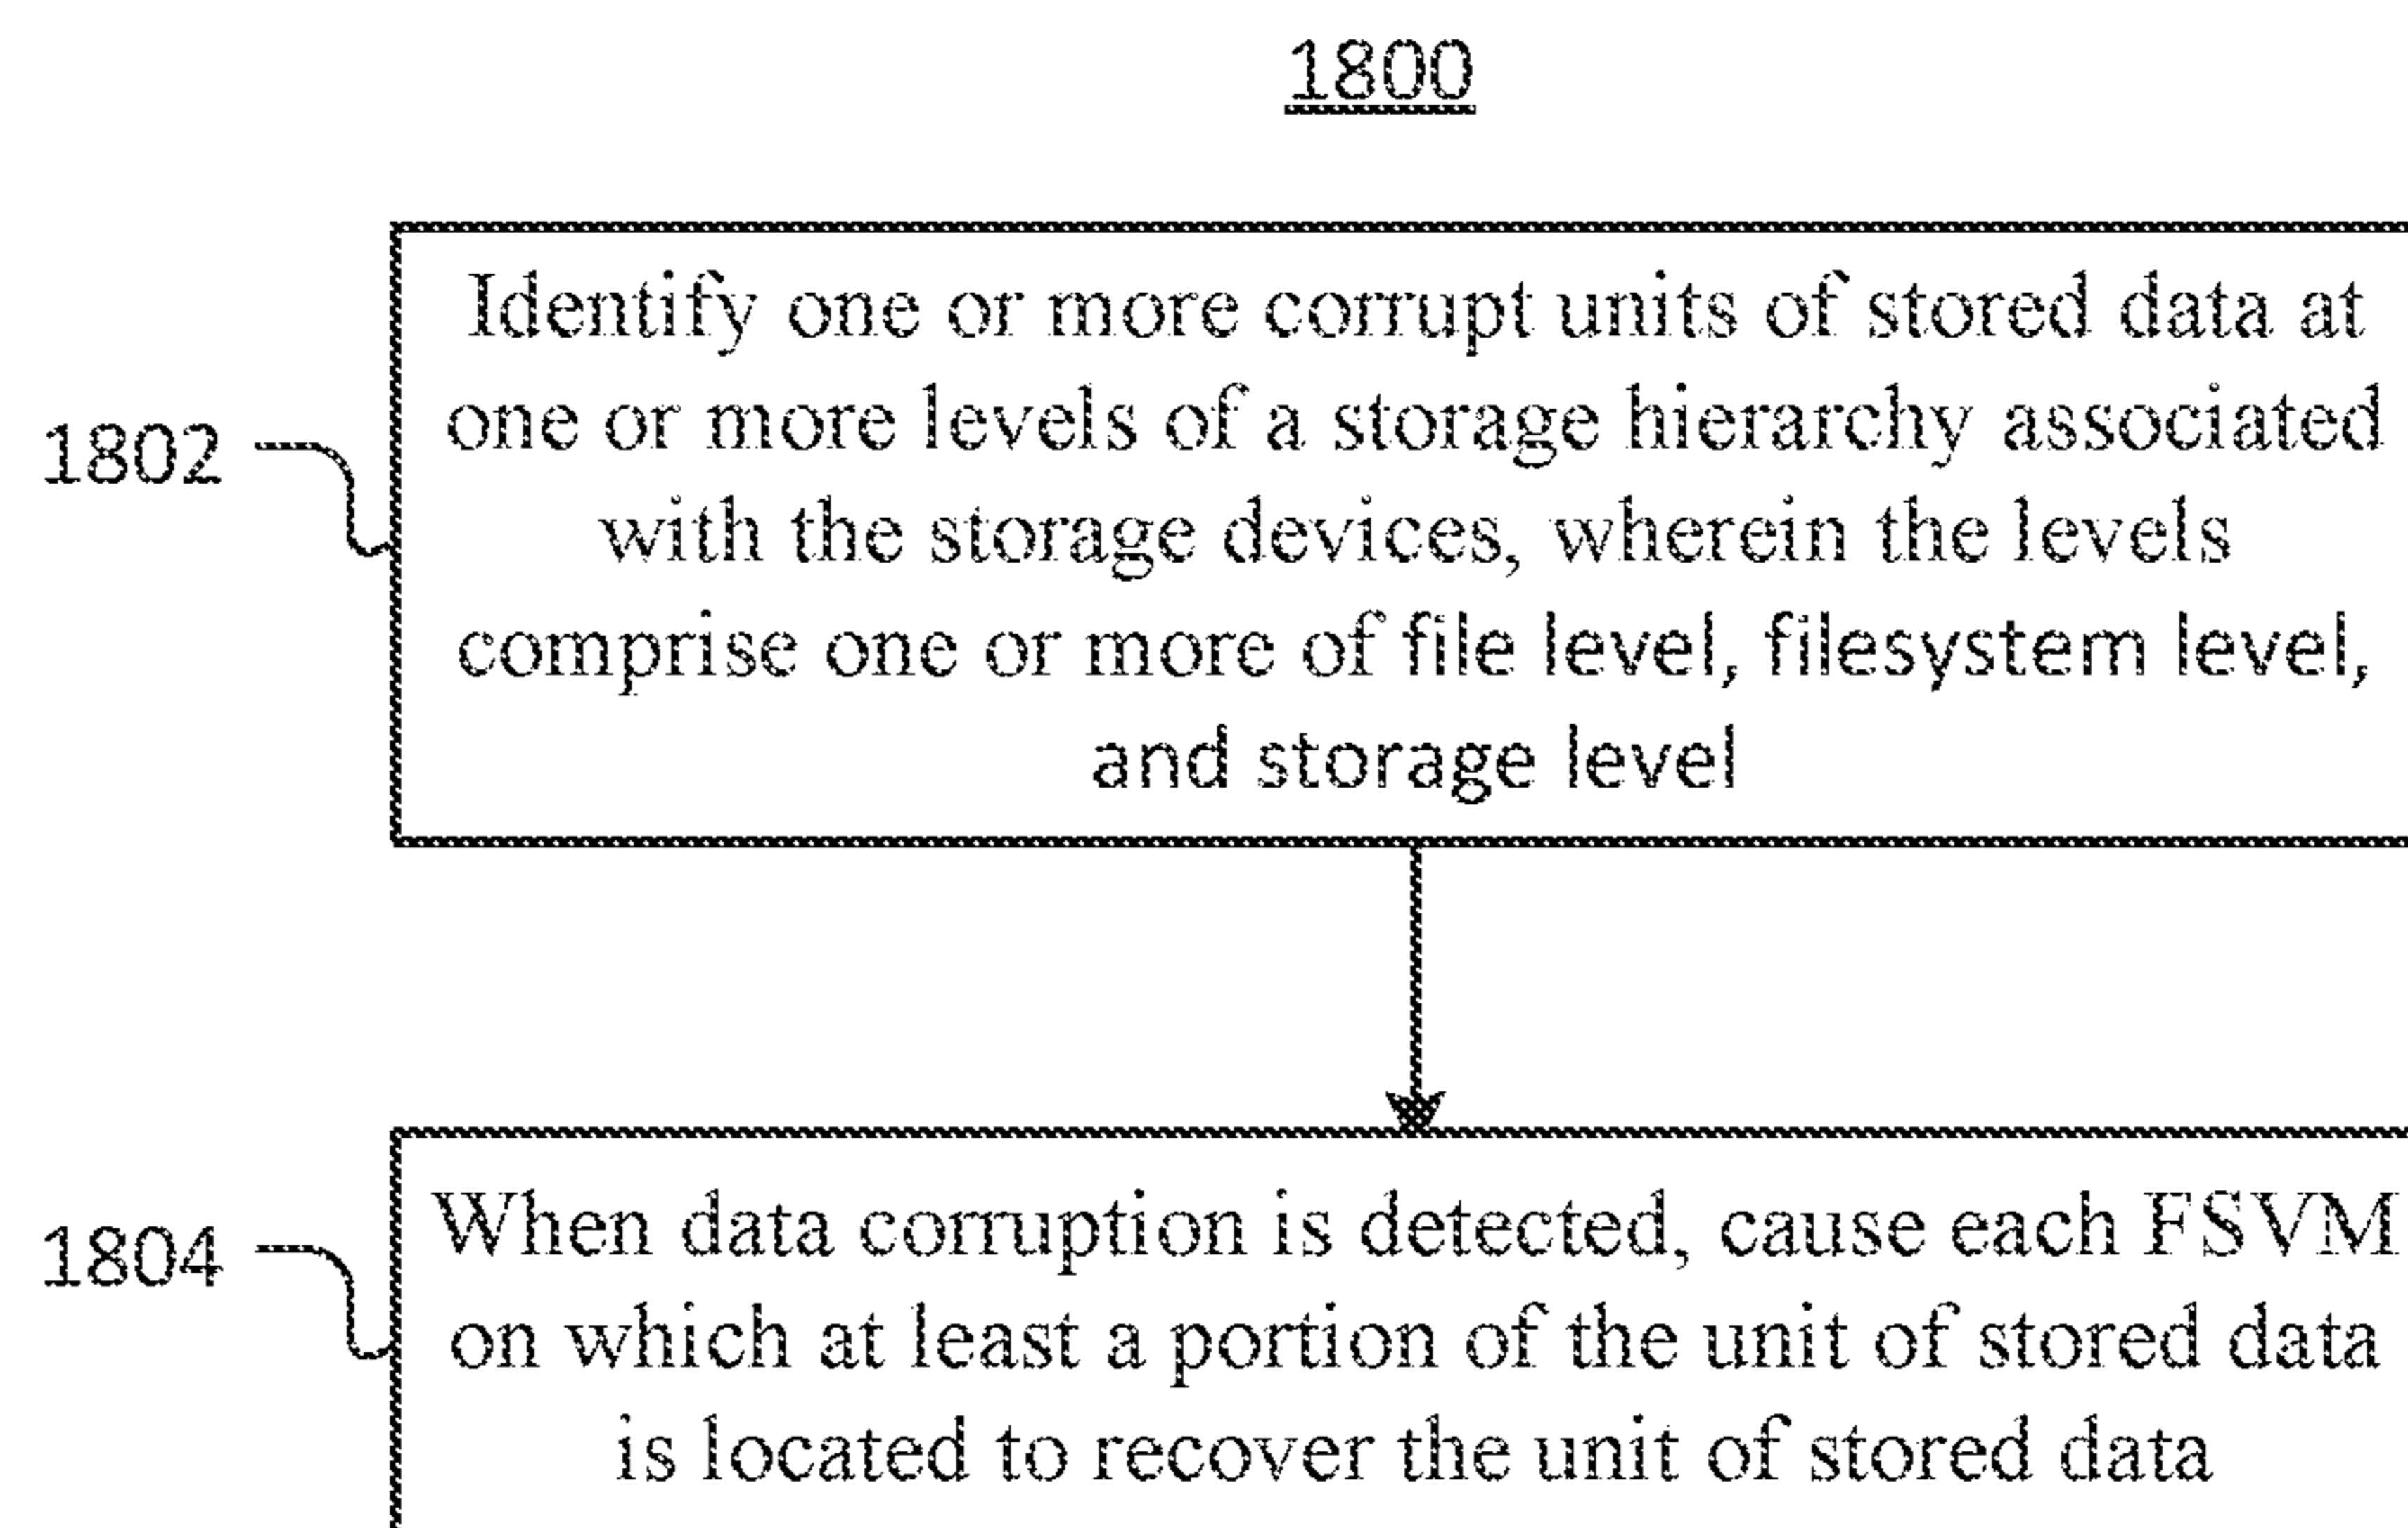 1800
Identify one or more corrupt units of stored data at
one or more levels of a storage hierarchy associated
1802
with the storage devices, wherein the levels
comprise one or more of file level, filesystem level,
and storage level
When data corruption is detected, cause each FSVM
1804
on which at least a portion of the unit of stored data
is located to recover the unit of stored data